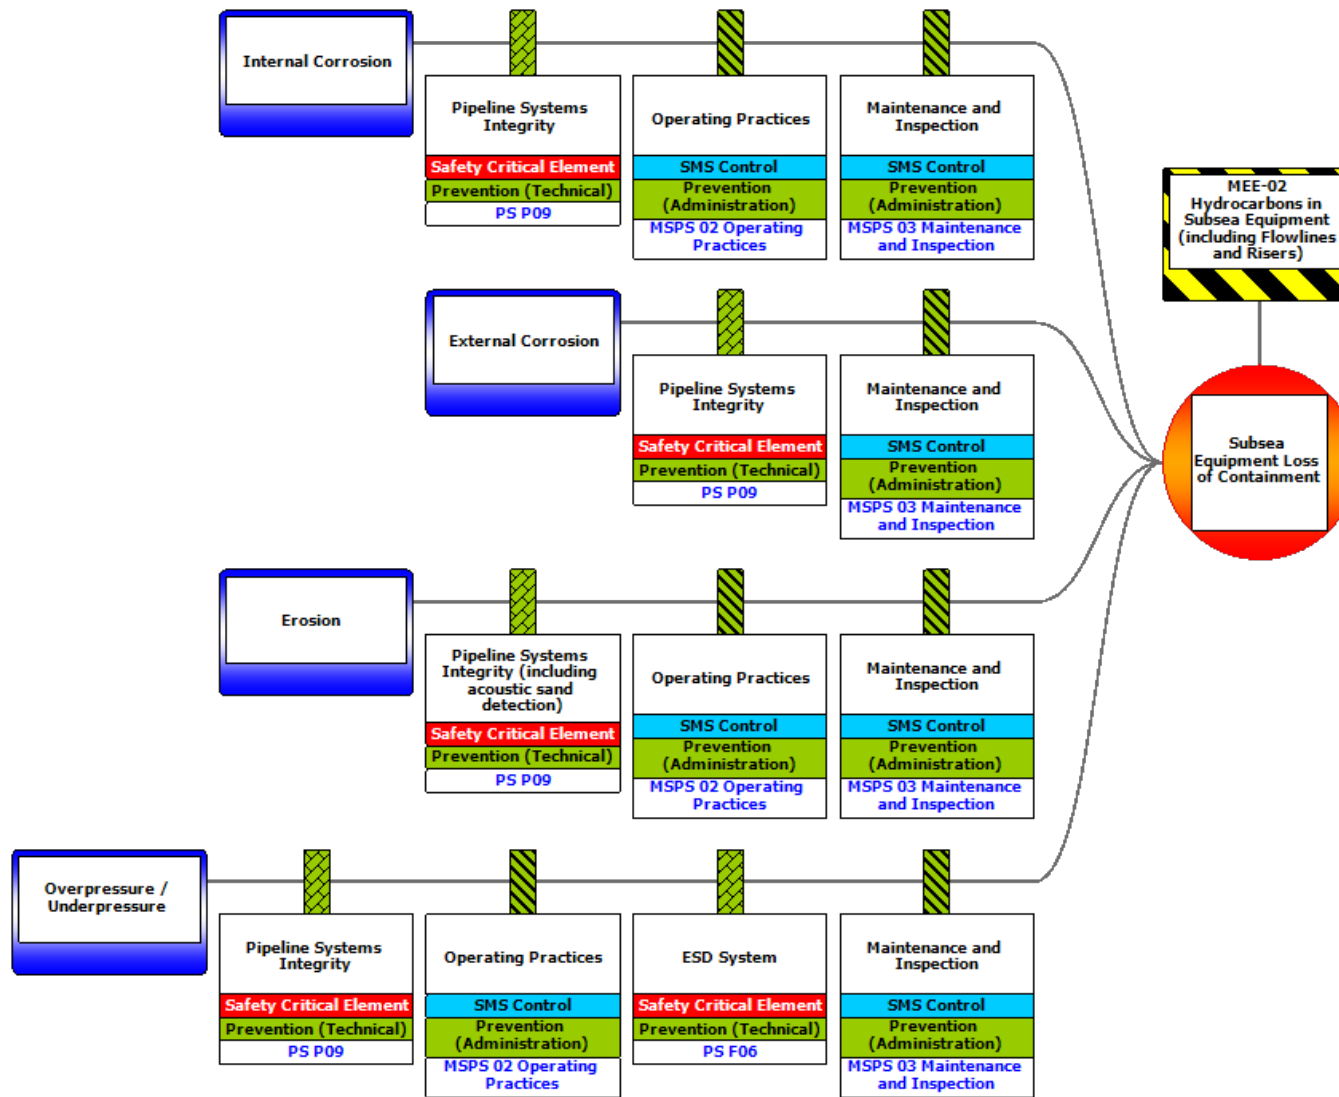 Internal Corrosion
Pipeline Systems
Integrity
Safety Critical Element
Prevention (Technical)
PS P09
Operating Practices
SMS Control
Prevention
(Administration)
MSPS 02 Operating
Practices
Maintenance and
Inspection
SMS Control
Prevention
(Administration)
MSPS 03 Maintenance
and Inspection
MEE-02
Hydrocarbons in
Subsea Equipment
(including Flowlines
and Risers)
External Corrosion
Pipeline Systems
Integrity
Safety Critical Element
Prevention (Technical)
PS P09
Maintenance and
Inspection
SMS Control
Prevention
(Administration)
MSPS 03 Maintenance
and Inspection
Subsea
Equipment Loss
of Containment
Erosion
Pipeline Systems
Integrity (including
acoustic sand
detection)
Safety Critical Element
Prevention (Technical)
PS P09
Operating Practices
SMS Control
Prevention
(Administration)
MSPS 02 Operating
Practices
Maintenance and
Inspection
SMS Control
Prevention
(Administration)
MSPS 03 Maintenance
and Inspection
Overpressure /
Underpressure
Pipeline Systems
Integrity
Safety Critical Element
Prevention (Technical)
PS P09
Operating Practices
SMS Control
Prevention
(Administration)
MSPS 02 Operating
Practices
ESD System
Safety Critical Element
Prevention (Technical)
PS F06
Maintenance and
Inspection
SMS Control
Prevention
(Administration)
MSPS 03 Maintenance
and Inspection